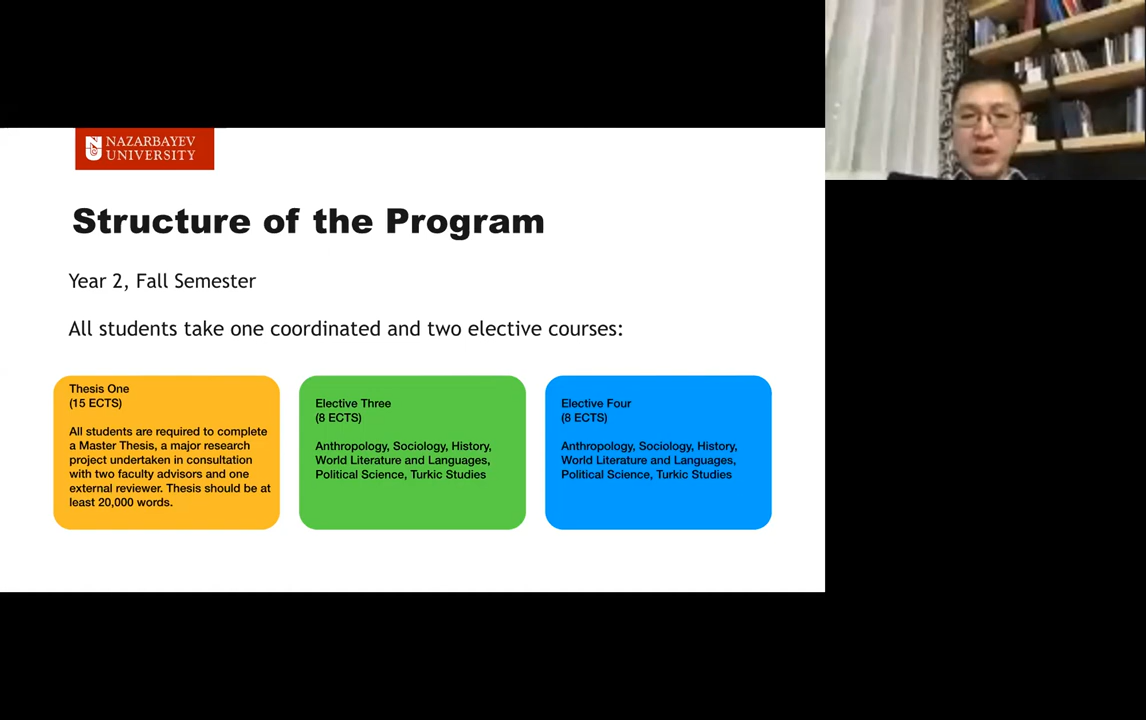 NAZARBAYEV
UNIVERSITY
Structure of the Program
Year 2, Fall Semester
All students take one coordinated and two elective courses:
Thesis One
(15 ECTS)
All students are required to complete
a Master Thesis, a major research
project undertaken in consultation
with two faculty advisors and one
external reviewer. Thesis should be at
least 20,000 words.
Elective Three
(8 ECTS)
Anthropology, Sociology, History,
World Literature and Languages,
Political Science, Turkic Studies
Elective Four
(8 ECTS)
Anthropology, Sociology, History,
World Literature and Languages,
Political Science, Turkic Studies